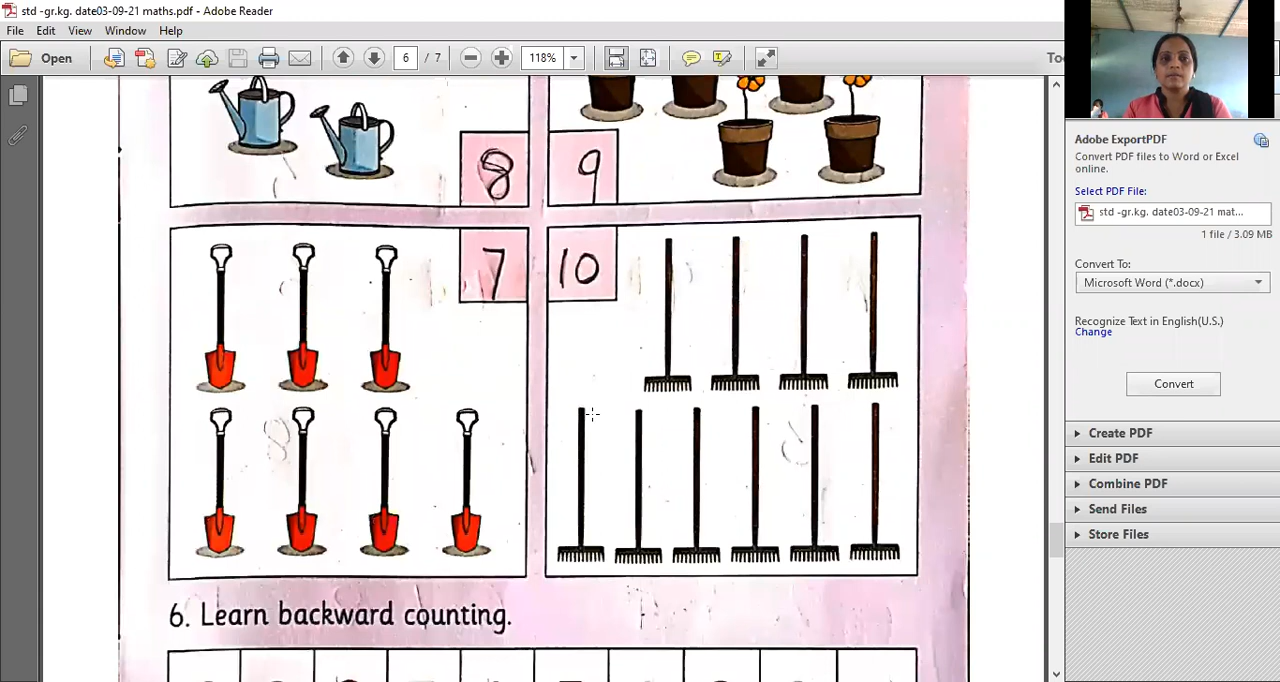 std -gr.kg. date03-09-21 maths.pdf - Adobe Reader
File Edit View Window Help
Open 6 / 7 118%
8 9
7 10
6. Learn backward counting.
Adobe ExportPDF
Convert PDF files to Word or Excel
online.
Select PDF File:
std -gr.kg. date03-09-21 mat...
1 file / 3.09 MB
Convert To:
Microsoft Word (*.docx)
Recognize Text in English(U.S.)
Change
Convert
Create PDF
Edit PDF
Combine PDF
Send Files
Store Files